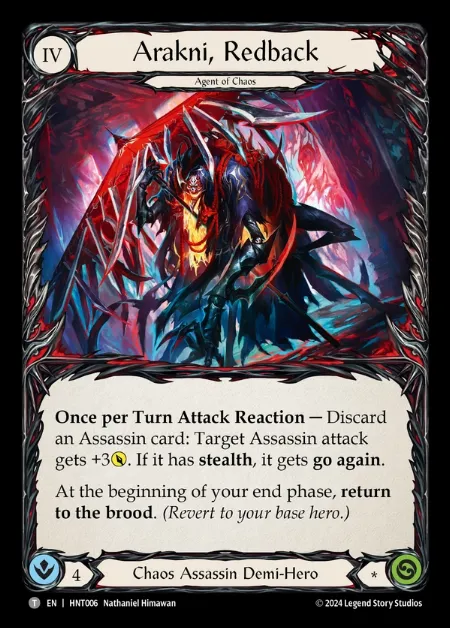 IV
Arakni, Redback
Agent of Chaos
Once per Turn Attack Reaction — Discard
an Assassin card: Target Assassin attack
gets +3. If it has stealth, it gets go again.
At the beginning of your end phase, return
to the brood. (Revert to your base hero.)
4
Chaos Assassin Demi-Hero
*
T EN | HNT006 Nathaniel Himawan
© 2024 Legend Story Studios